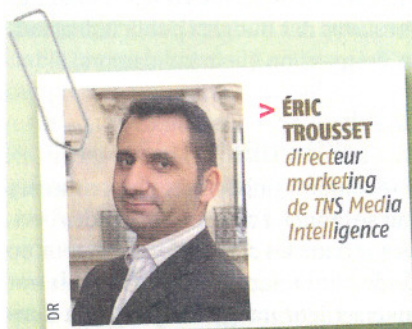 > ÉRIC
TROUSSET
directeur
marketing
de TNS Media
Intelligence
DR